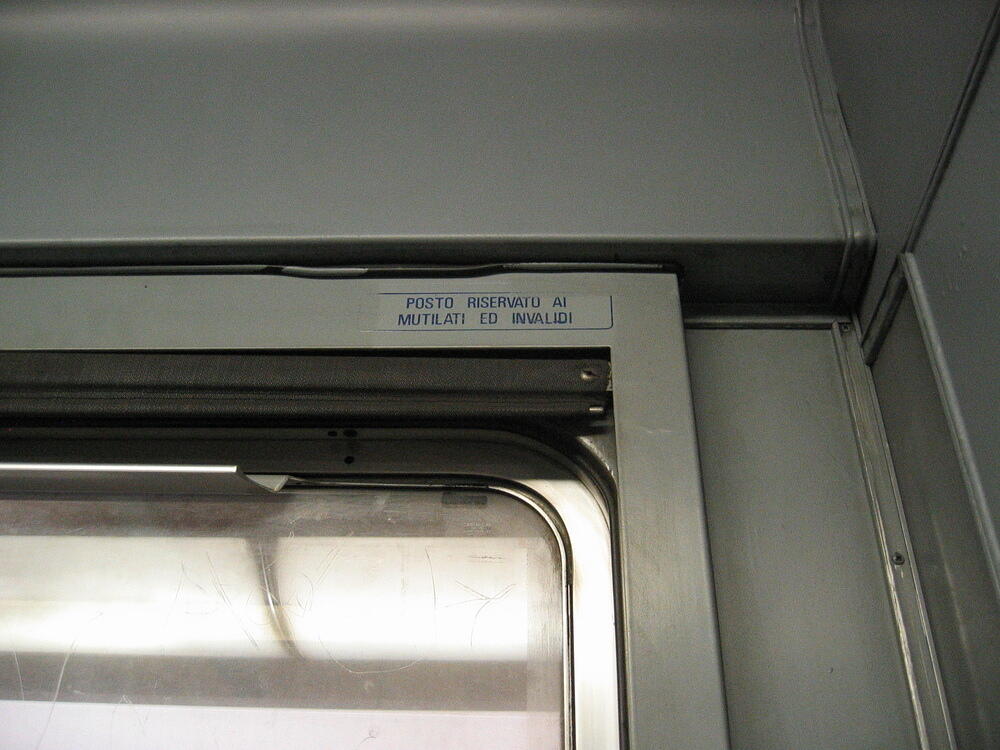 POSTO RISERVATO AI
MUTILATI ED INVALIDI